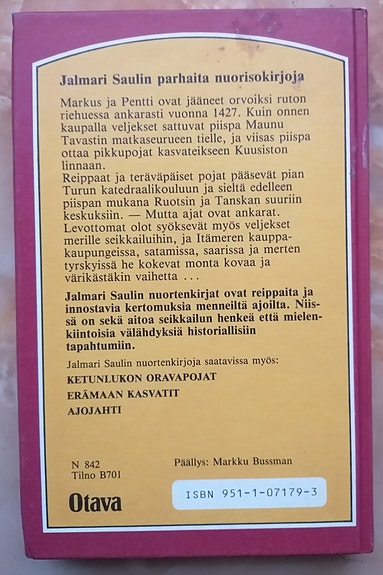 Jalmari Saulin parhaita nuorisokirjoja
Markus ja Pentti ovat jääneet orvoiksi ruton
riehuessa ankarasti vuonna 1427. Kuin onnen
kaupalla veljekset sattuvat piispa Maunu
Tavastin matkaseurueen tielle, ja viisas piispa
ottaa pikkupojat kasvateikseen Kuusiston
linnaan.
Reippaat ja teräväpäiset pojat pääsevät pian
Turun katedraalikouluun ja sieltä edelleen
piispan mukana Ruotsin ja Tanskan suuriin
keskuksiin. — Mutta ajat ovat ankarat.
Levottomat olot syöksevät myös veljekset
merille seikkailuihin, ja Itämeren kauppa-
kaupungeissa, satamissa, saarissa ja merten
tyrskyissä he kokevat monta kovaa ja
värikästäkin vaihetta ...
Jalmari Saulin nuortenkirjat ovat reippaita ja
innostavia kertomuksia menneiltä ajoilta. Niis-
sä on sekä aitoa seikkailun henkeä että mielen-
kiintoisia välähdyksiä historiallisiin
tapahtumiin.
Jalmari Saulin nuortenkirjoja saatavissa myös:
KETUNLUKON ORAVAPOJAT
ERÄMAAN KASVATIT
AJOJAHTI
N 842
Tilno B701
Päällys: Markku Bussman
Otava
ISBN 951-1-07179-3